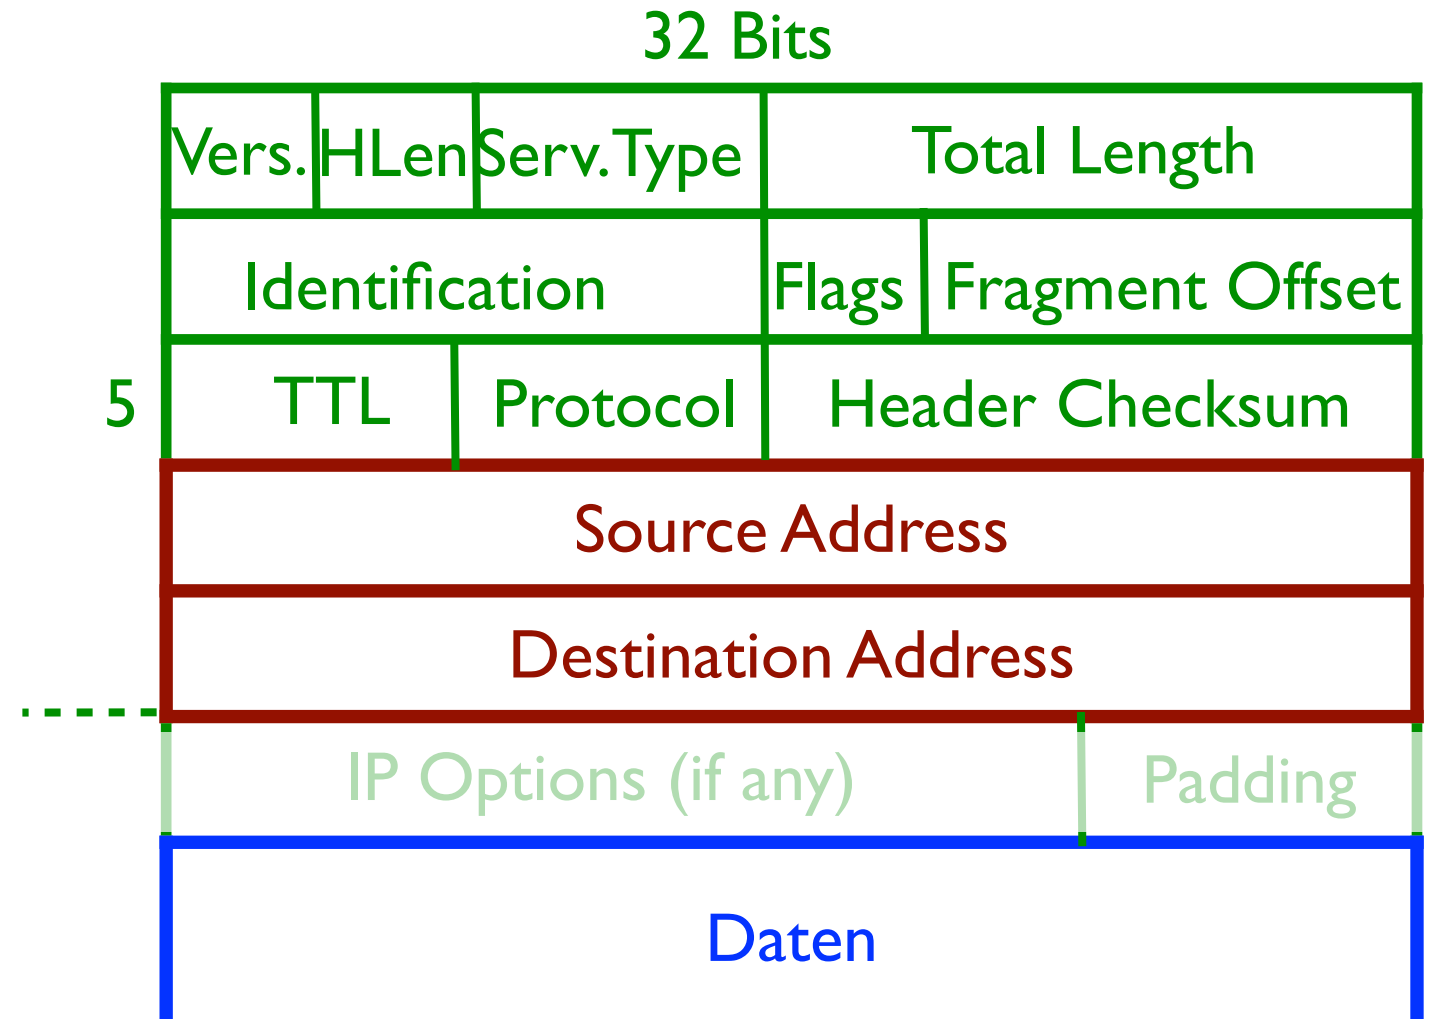 32 Bits
Vers. HLen Serv. Type Total Length
Identification Flags Fragment Offset
5 TTL Protocol Header Checksum
Source Address
Destination Address
IP Options (if any) Padding
Daten